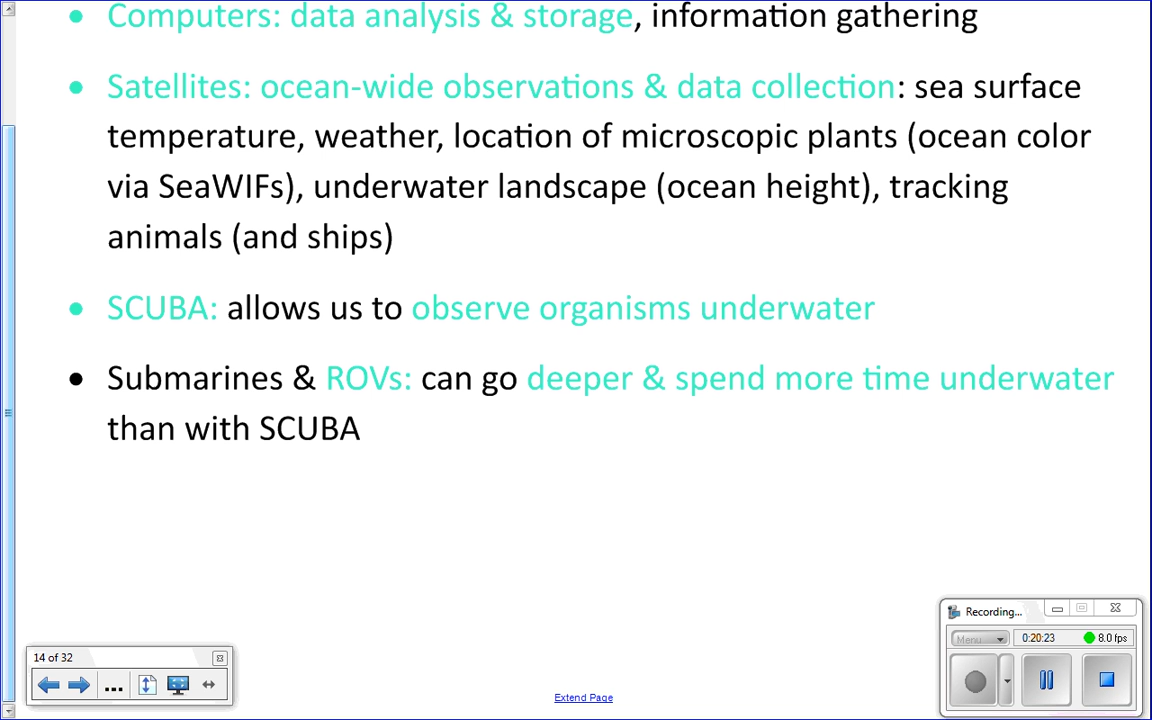 • Computers: data analysis & storage, information gathering
• Satellites: ocean-wide observations & data collection: sea surface
temperature, weather, location of microscopic plants (ocean color
via SeaWIFs), underwater landscape (ocean height), tracking
animals (and ships)
• SCUBA: allows us to observe organisms underwater
• Submarines & ROVs: can go deeper & spend more time underwater
than with SCUBA
Recording...
Menu 0:20:23 8.0 fps
14 of 32
Extend Page